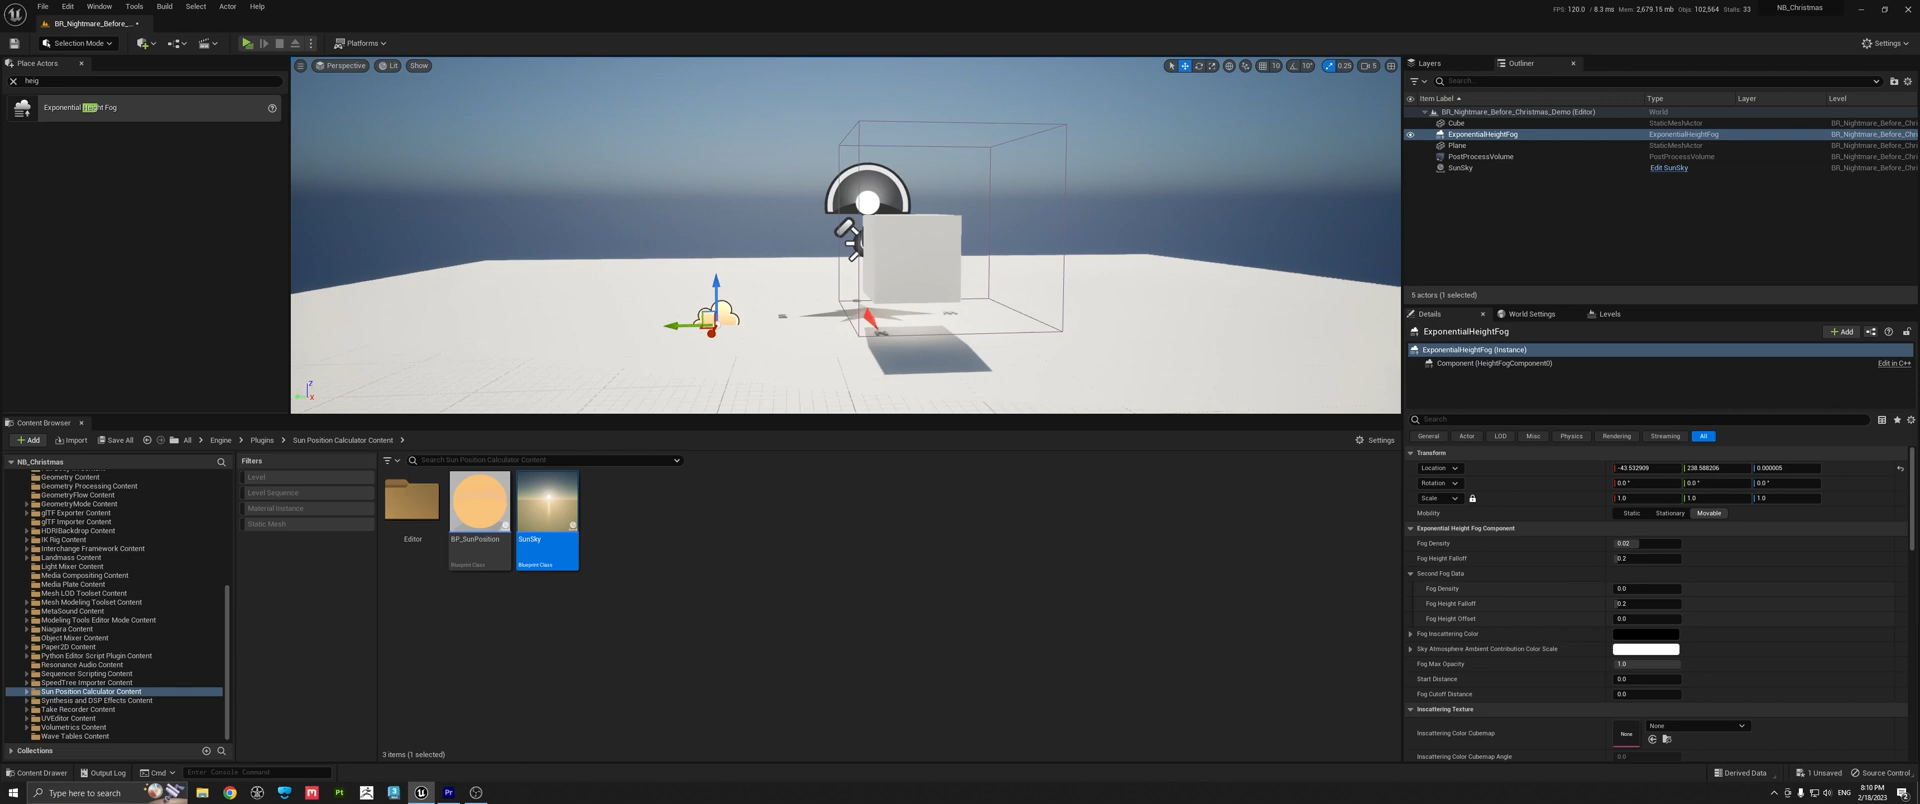 File Edit Window Tools Build Select Actor Help
FPS: 120.0 / 8.3 ms Mem: 2,679.15 mb Objs: 102,564 Stalls: 33
NB_Christmas
BR_Nightmare_Before_... •
Selection Mode
Platforms
Settings
Place Actors
heig
Exponential Height Fog
Perspective Lit Show
10 10° 0.25 5
Z
X
Layers Outliner
Search...
Item Label Type Layer Level
BR_Nightmare_Before_Christmas_Demo (Editor) World
Cube StaticMeshActor BR_Nightmare_Before_Chri
ExponentialHeightFog ExponentialHeightFog BR_Nightmare_Before_Chri
Plane StaticMeshActor BR_Nightmare_Before_Chri
PostProcessVolume PostProcessVolume BR_Nightmare_Before_Chri
SunSky Edit SunSky BR_Nightmare_Before_Chri
5 actors (1 selected)
Details World Settings Levels
ExponentialHeightFog
Add
ExponentialHeightFog (Instance)
Component (HeightFogComponent0) Edit in C++
Search
General Actor LOD Misc Physics Rendering Streaming All
Transform
Location -43.532909 238.588206 0.000005
Rotation 0.0 ° 0.0 ° 0.0 °
Scale 1.0 1.0 1.0
Mobility Static Stationary Movable
Exponential Height Fog Component
Fog Density 0.02
Fog Height Falloff 0.2
Second Fog Data
Fog Density 0.0
Fog Height Falloff 0.2
Fog Height Offset 0.0
Fog Inscattering Color
Sky Atmosphere Ambient Contribution Color Scale
Fog Max Opacity 1.0
Start Distance 0.0
Fog Cutoff Distance 0.0
Inscattering Texture
None
Inscattering Color Cubemap None
Inscattering Color Cubemap Angle 0.0
Content Browser
Add Import Save All All Engine Plugins Sun Position Calculator Content
Settings
NB_Christmas
Geometry Content
Geometry Processing Content
GeometryFlow Content
GeometryMode Content
glTF Exporter Content
glTF Importer Content
HDRIBackdrop Content
IK Rig Content
Interchange Framework Content
Landmass Content
Light Mixer Content
Media Compositing Content
Media Plate Content
Mesh LOD Toolset Content
Mesh Modeling Toolset Content
MetaSound Content
Modeling Tools Editor Mode Content
Niagara Content
Object Mixer Content
Paper2D Content
Python Editor Script Plugin Content
Resonance Audio Content
Sequencer Scripting Content
SpeedTree Importer Content
Sun Position Calculator Content
Synthesis and DSP Effects Content
Take Recorder Content
UVEditor Content
Volumetrics Content
Wave Tables Content
Collections
Filters
Level
Level Sequence
Material Instance
Static Mesh
Search Sun Position Calculator Content
Editor
BP_SunPosition
Blueprint Class
SunSky
Blueprint Class
3 items (1 selected)
Content Drawer Output Log Cmd Enter Console Command
Derived Data 1 Unsaved Source Control
Type here to search
Pt
Pr
ENG
8:10 PM
2/18/2023
2